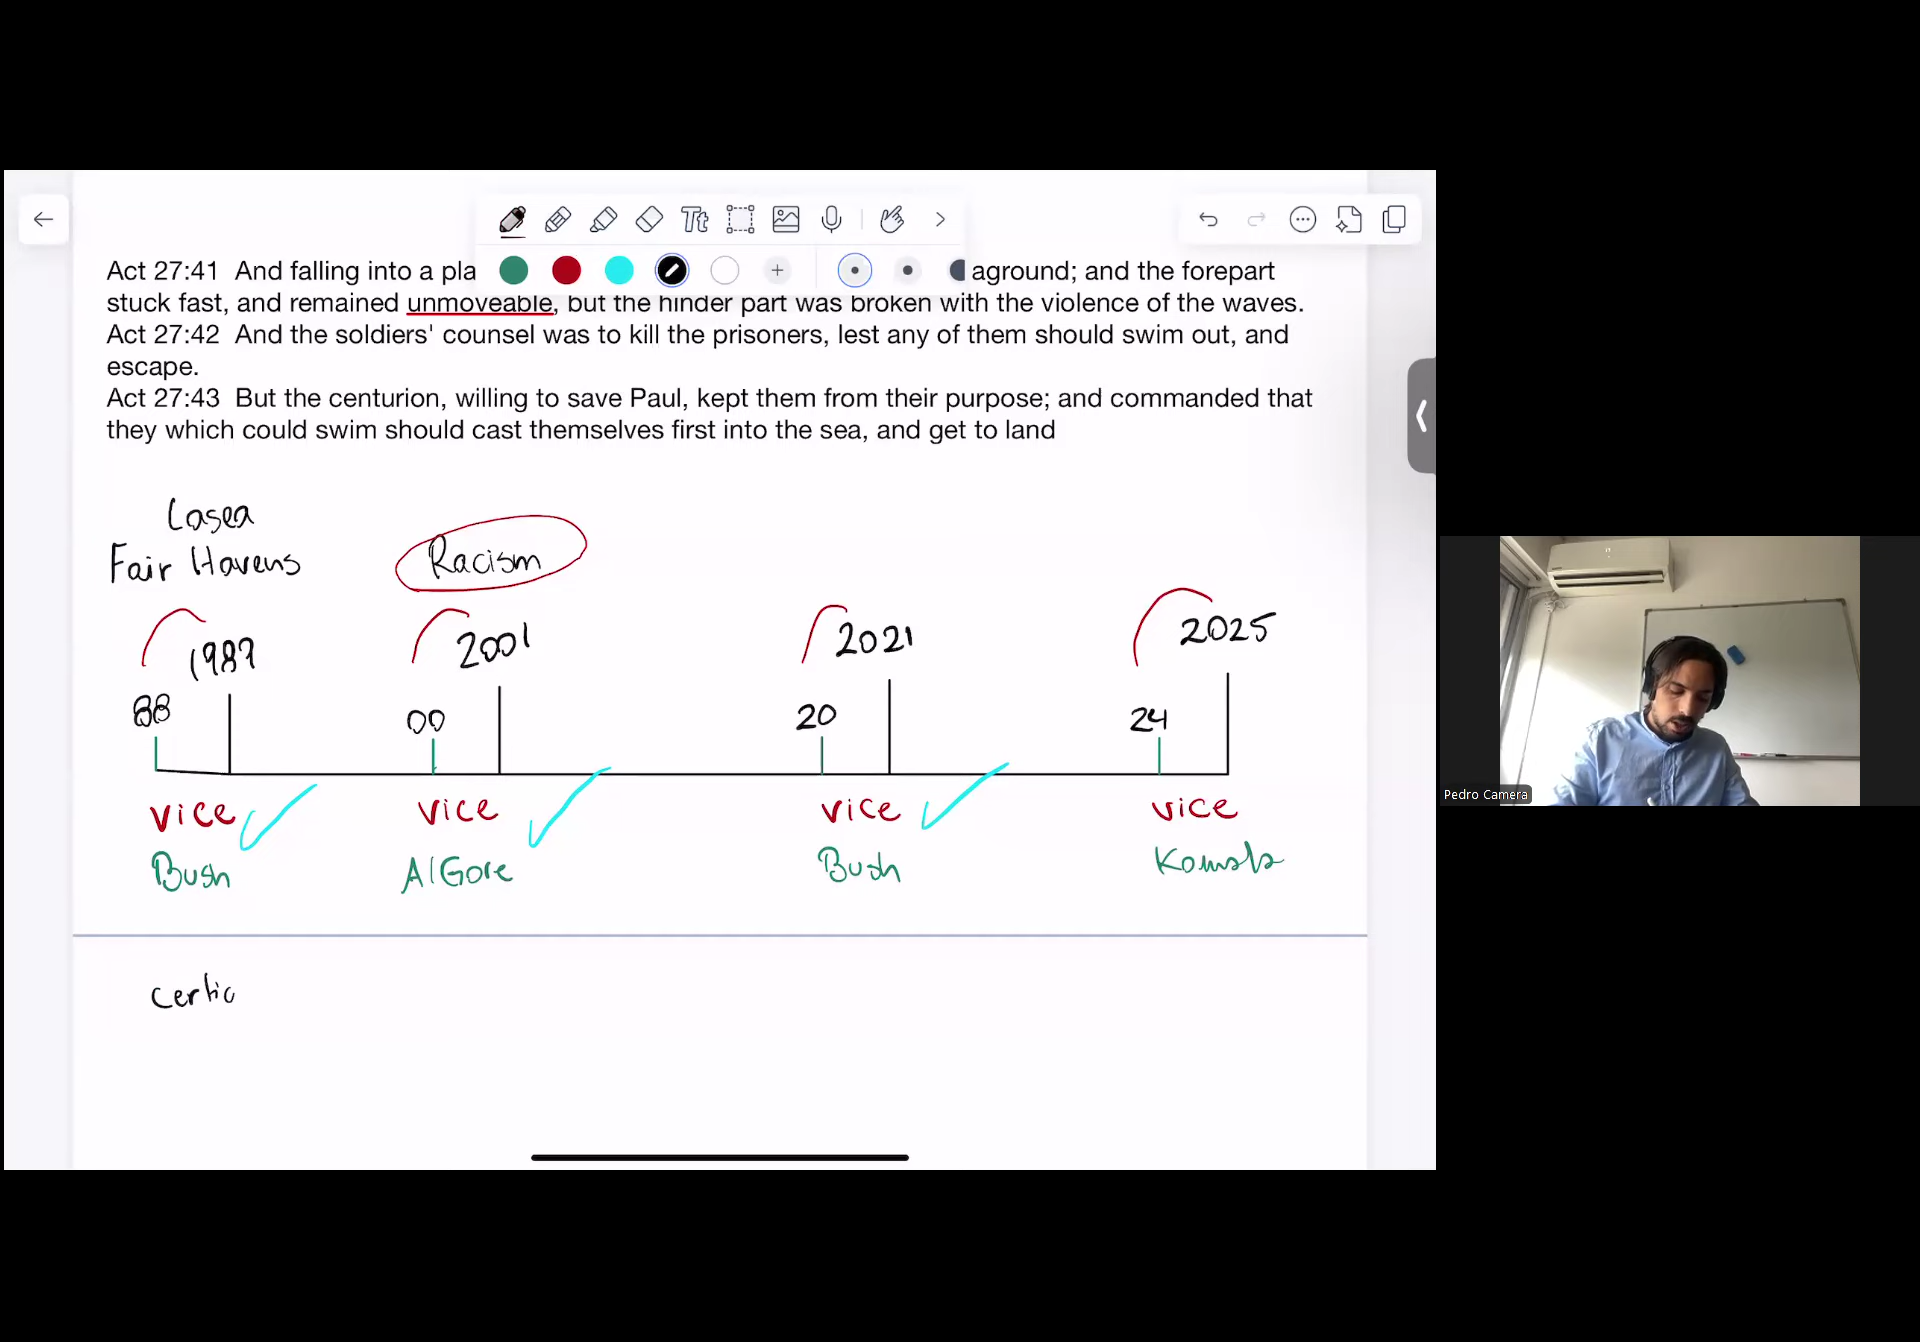 Tt
Act 27:41 And falling into a pla aground; and the forepart
stuck fast, and remained unmoveable, but the hinder part was broken with the violence of the waves.
Act 27:42 And the soldiers' counsel was to kill the prisoners, lest any of them should swim out, and
escape.
Act 27:43 But the centurion, willing to save Paul, kept them from their purpose; and commanded that
they which could swim should cast themselves first into the sea, and get to land
Lasea
Fair Havens Racism
1989 2001 2021 2025
88 00 20 24
vice vice vice vice
Bush Al Gore Bush Kamala
certic
Pedro Camera